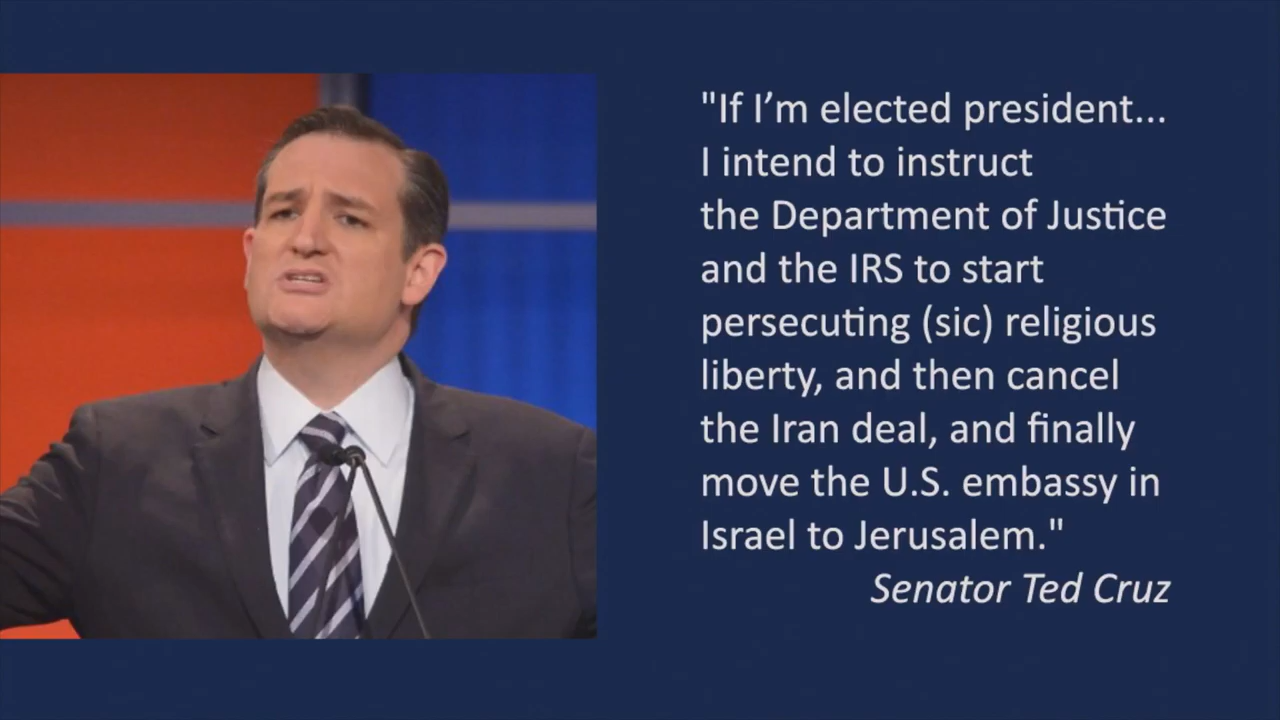 "If I’m elected president...
I intend to instruct
the Department of Justice
and the IRS to start
persecuting (sic) religious
liberty, and then cancel
the Iran deal, and finally
move the U.S. embassy in
Israel to Jerusalem."
Senator Ted Cruz